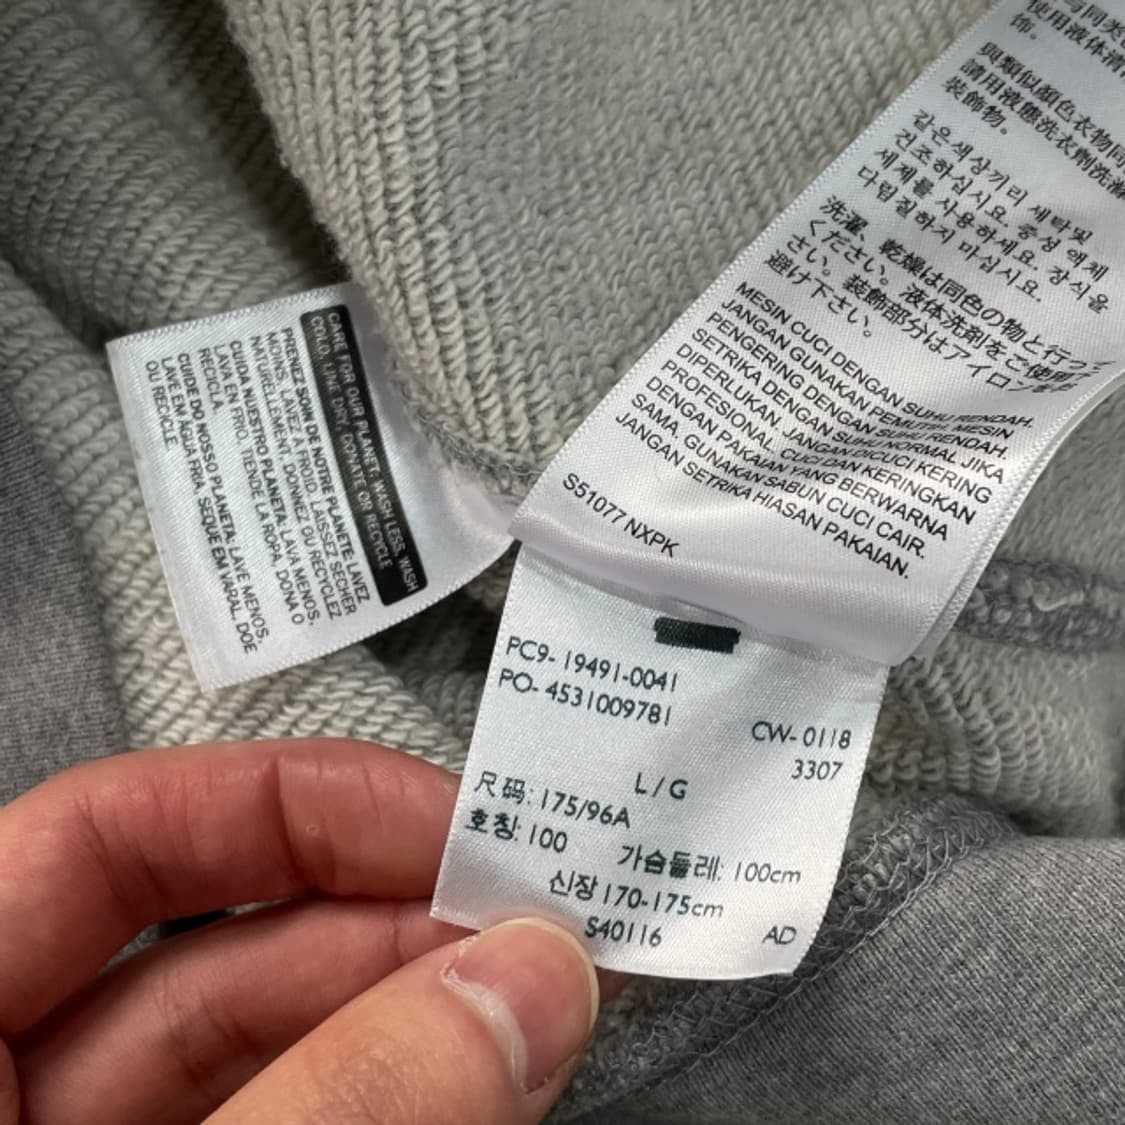 CARE FOR OUR PLANET: WASH LESS, WASH
COLD, LINE DRY, DONATE OR RECYCLE
PRENEZ SOIN DE NOTRE PLANÈTE: LAVEZ
MOINS, LAVEZ À FROID, LAISSEZ SÉCHER
NATURELLEMENT, DONNEZ OU RECYCLEZ
CUIDA NUESTRO PLANETA: LAVA MENOS,
LAVA EN FRIO, TIENDE LA ROPA, DONA O
RECICLA.
CUIDE DO NOSSO PLANETA: LAVE MENOS,
LAVE EM ÁGUA FRIA, SEQUE EM VARAL, DOE
OU RECICLE
与同类
使用液体清
饰。
與類似顏色衣物同
請用液態洗衣劑洗滌
裝飾物。
같은 색상끼리 세탁및
건조하십시요. 중성 액체
세제를 사용하세요. 장식을
다림질하지 마십시요.
洗濯、乾燥は同色の物と行っ
ください。液体洗剤をご使用
さい。装飾部分はアイロン
避け下さい。
MESIN CUCI DENGAN SUHU RENDAH.
JANGAN GUNAKAN PEMUTIH. MESIN
PENGERING DENGAN SUHU RENDAH.
SETRIKA DENGAN SUHU NORMAL JIKA
DIPERLUKAN. JANGAN DICUCI KERING
PROFESIONAL. CUCI DAN KERINGKAN
DENGAN PAKAIAN YANG BERWARNA
SAMA. GUNAKAN SABUN CUCI CAIR.
JANGAN SETRIKA HIASAN PAKAIAN.
S51077 NXPK
PC9- 19491-0041
PO- 4531009781
CW- 0118
3307
L / G
尺码: 175/96A
호칭: 100 가슴둘레: 100cm
신장 170-175cm
S40116 AD